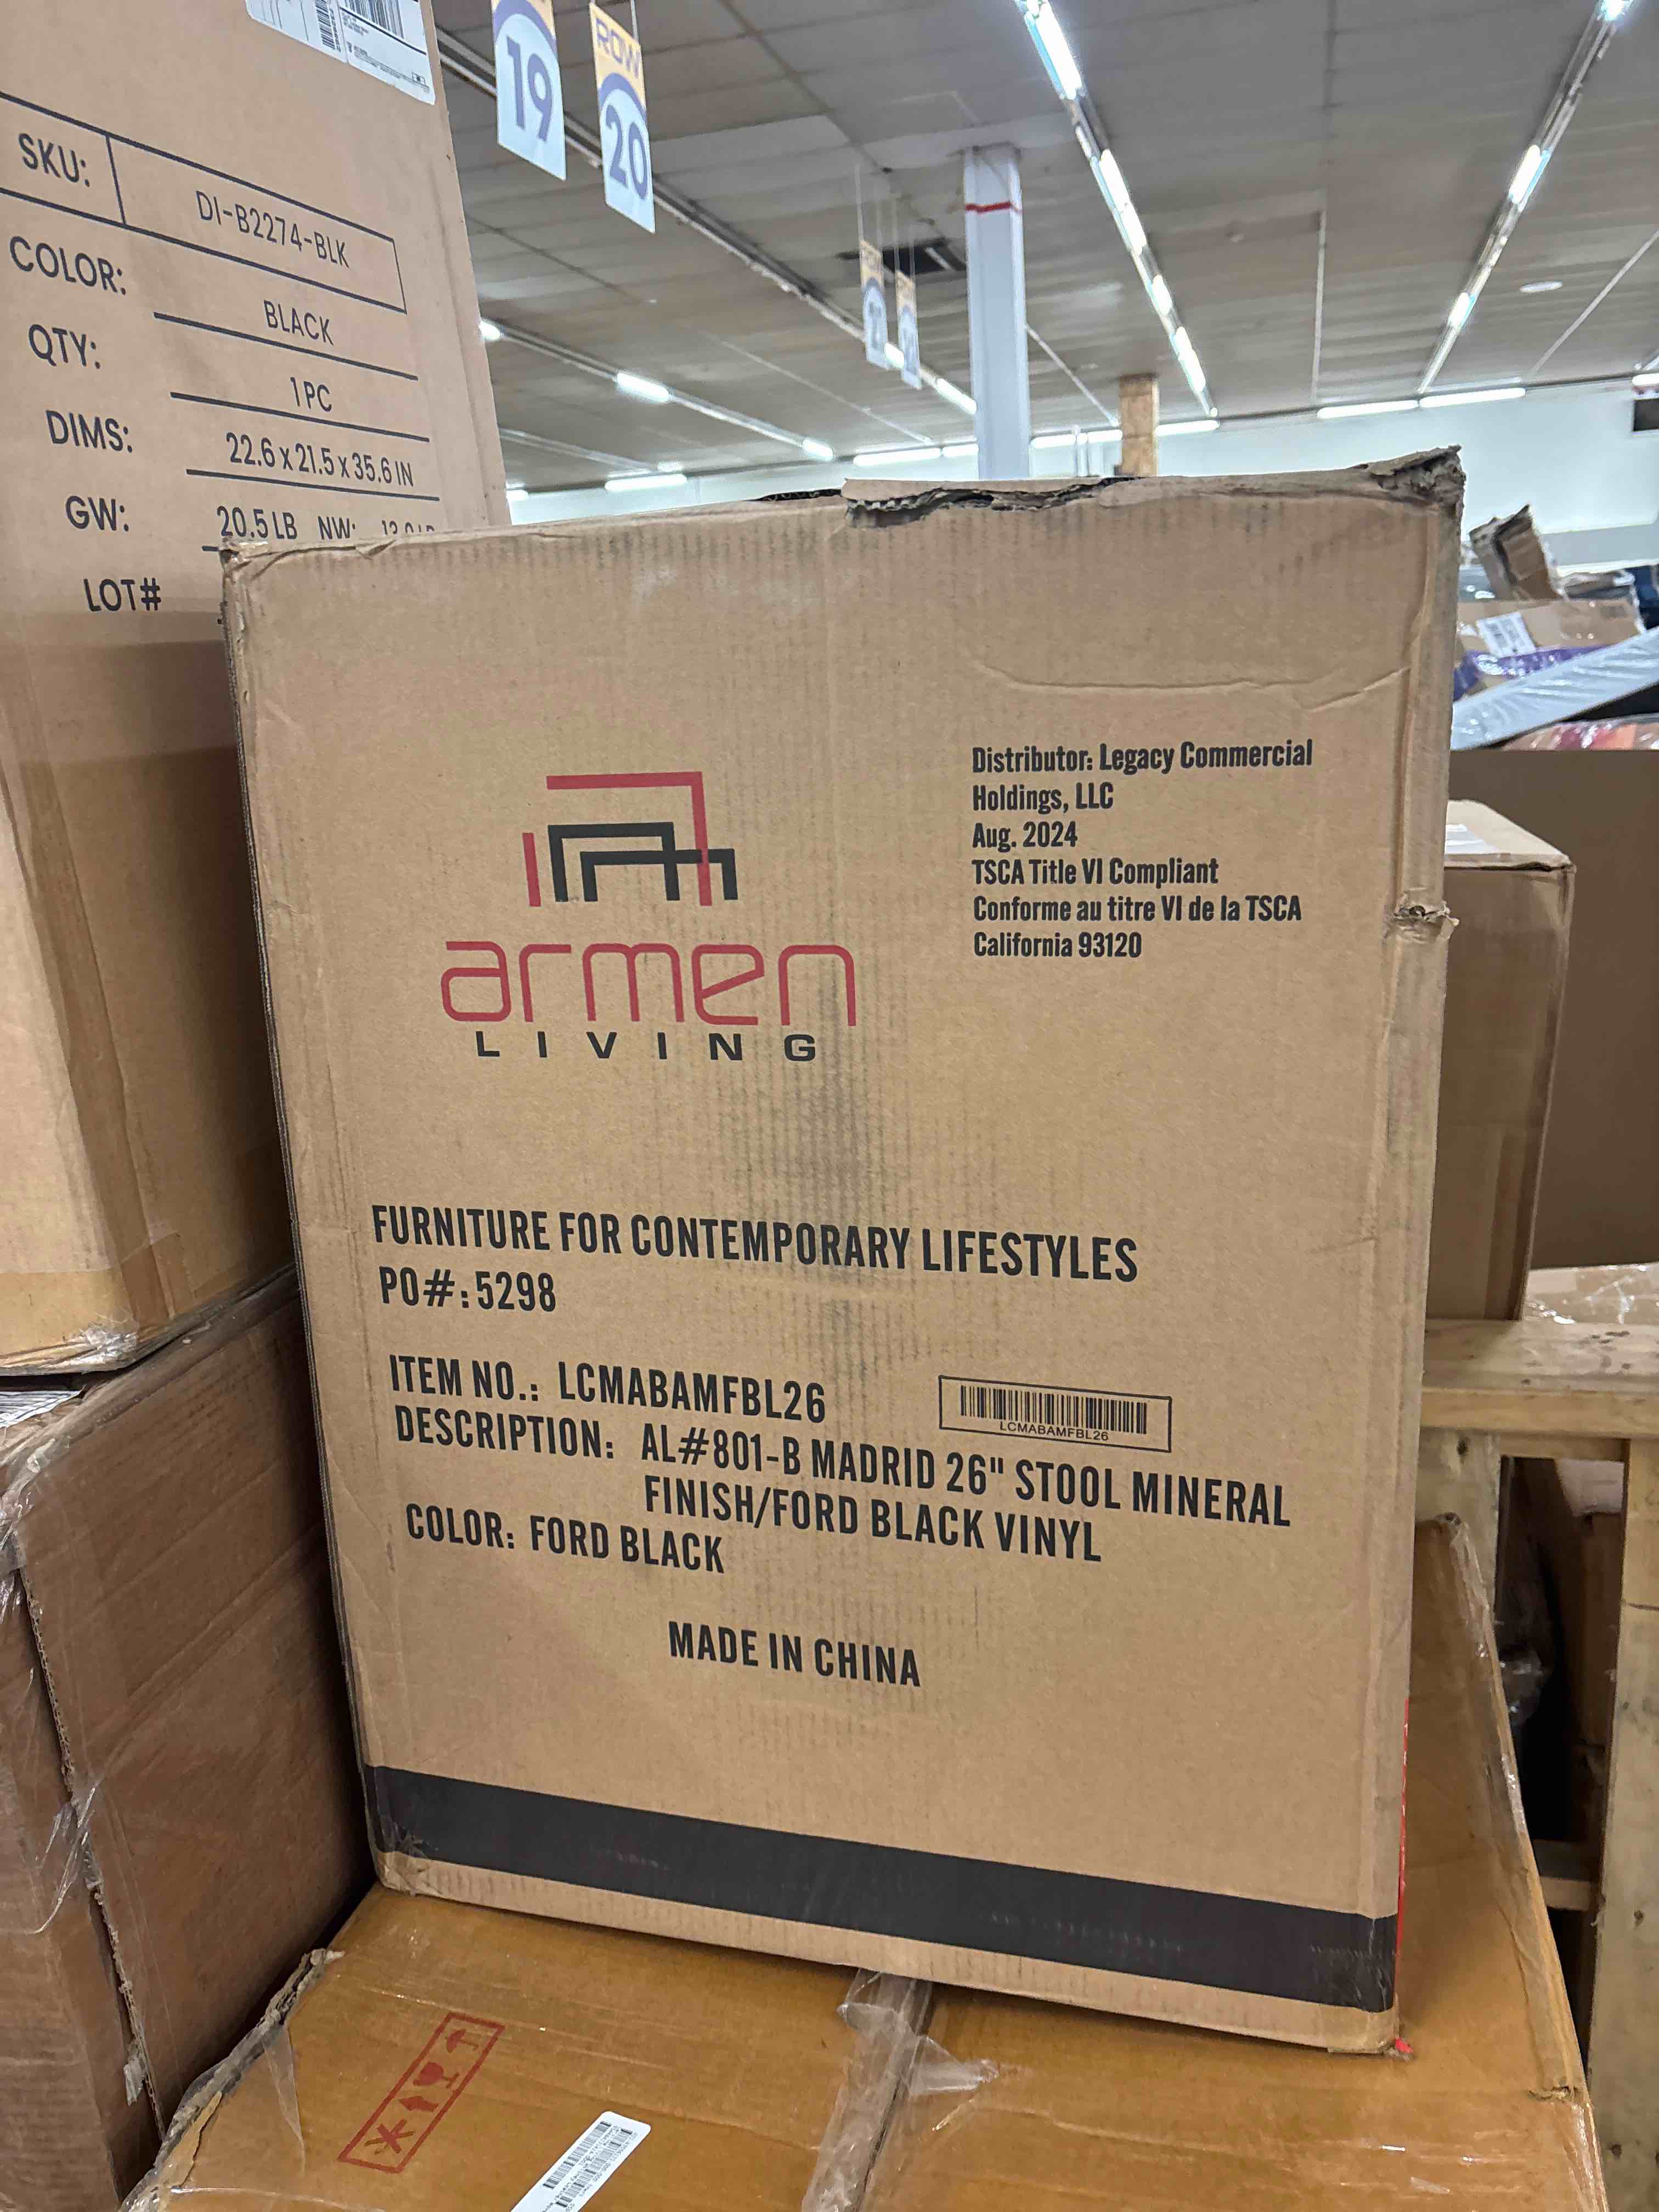 19
ROW
20
SKU: DI-B2274-BLK
COLOR: BLACK
QTY: 1 PC
DIMS: 22.6 x 21.5 x 35.6 IN
GW: 20.5 LB NW:
LOT#
armen
LIVING
Distributor: Legacy Commercial
Holdings, LLC
Aug. 2024
TSCA Title VI Compliant
Conforme au titre VI de la TSCA
California 93120
FURNITURE FOR CONTEMPORARY LIFESTYLES
PO#: 5298
ITEM NO.: LCMABAMFBL26
LCMABAMFBL26
DESCRIPTION: AL#801-B MADRID 26" STOOL MINERAL
FINISH/FORD BLACK VINYL
COLOR: FORD BLACK
MADE IN CHINA